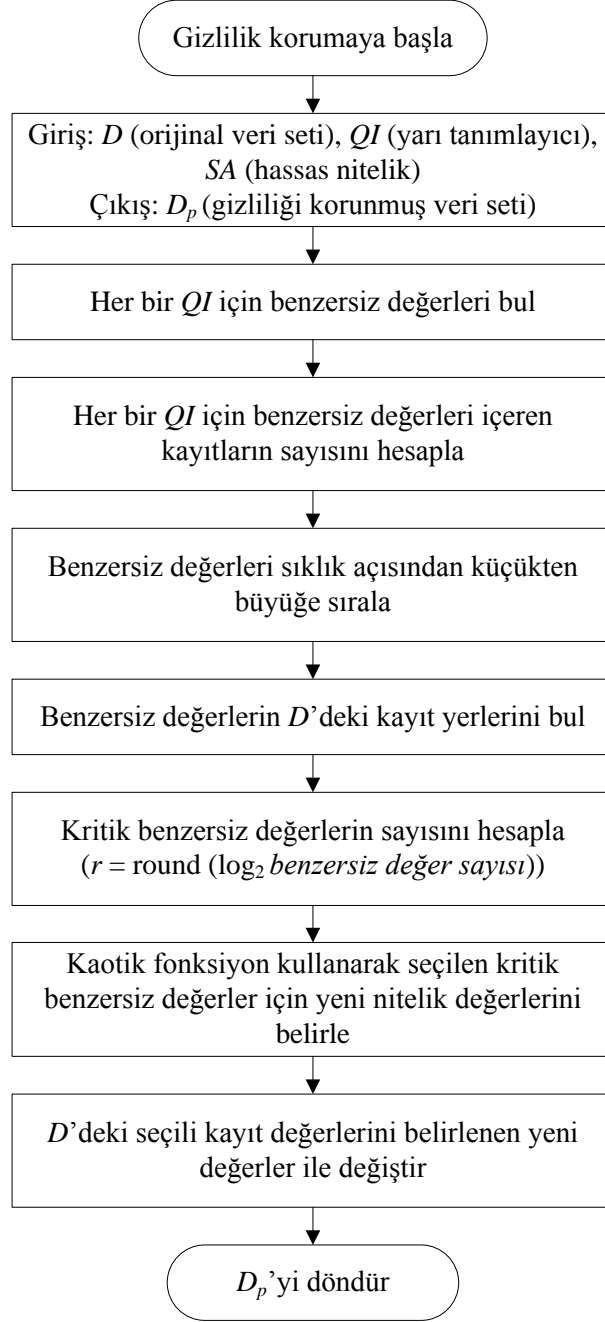 Gizlilik korumaya başla
Giriş: D (orijinal veri seti), QI (yarı tanımlayıcı),
SA (hassas nitelik)
Çıkış: Dₚ (gizliliği korunmuş veri seti)
Her bir QI için benzersiz değerleri bul
Her bir QI için benzersiz değerleri içeren
kayıtların sayısını hesapla
Benzersiz değerleri sıklık açısından küçükten
büyüğe sırala
Benzersiz değerlerin D’deki kayıt yerlerini bul
Kritik benzersiz değerlerin sayısını hesapla
(r = round (log₂ benzersiz değer sayısı))
Kaotik fonksiyon kullanarak seçilen kritik
benzersiz değerler için yeni nitelik değerlerini
belirle
D’deki seçili kayıt değerlerini belirlenen yeni
değerler ile değiştir
Dₚ’yi döndür